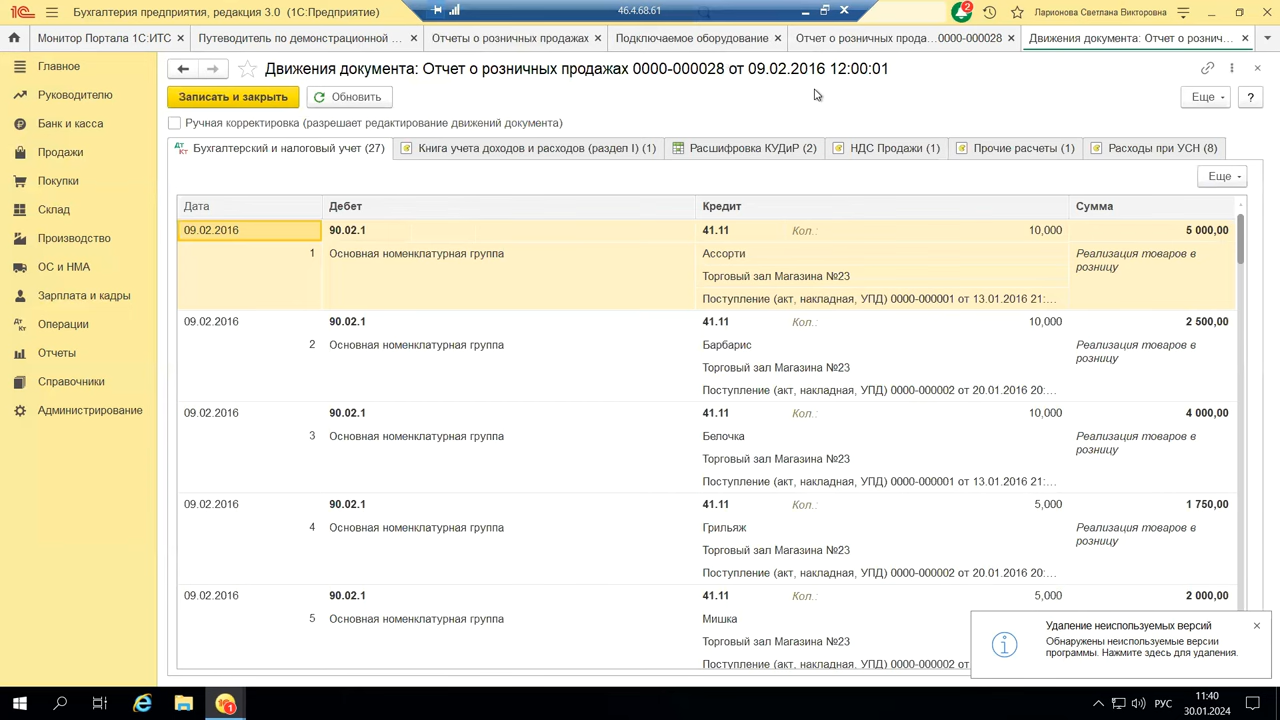 Бухгалтерия предприятия, редакция 3.0 (1С:Предприятие)
46.4.68.61
2
Ларионова Светлана Викторовна
Монитор Портала 1С:ИТС
Путеводитель по демонстрационной ...
Отчеты о розничных продажах
Подключаемое оборудование
Отчет о розничных прода...0000-000028
Движения документа: Отчет о рознич...
Движения документа: Отчет о розничных продажах 0000-000028 от 09.02.2016 12:00:01
Записать и закрыть
Обновить
Еще
?
Ручная корректировка (разрешает редактирование движений документа)
Бухгалтерский и налоговый учет (27)
Книга учета доходов и расходов (раздел I) (1)
Расшифровка КУДиР (2)
НДС Продажи (1)
Прочие расчеты (1)
Расходы при УСН (8)
Еще
Главное
Руководителю
Банк и касса
Продажи
Покупки
Склад
Производство
ОС и НМА
Зарплата и кадры
Операции
Отчеты
Справочники
Администрирование
Дата Дебет Кредит Сумма
09.02.2016 90.02.1 41.11 Кол.: 10,000 5 000,00
1 Основная номенклатурная группа Ассорти Реализация товаров в розницу
Торговый зал Магазина №23
Поступление (акт, накладная, УПД) 0000-000001 от 13.01.2016 21:...
09.02.2016 90.02.1 41.11 Кол.: 10,000 2 500,00
2 Основная номенклатурная группа Барбарис Реализация товаров в розницу
Торговый зал Магазина №23
Поступление (акт, накладная, УПД) 0000-000002 от 20.01.2016 20:...
09.02.2016 90.02.1 41.11 Кол.: 10,000 4 000,00
3 Основная номенклатурная группа Белочка Реализация товаров в розницу
Торговый зал Магазина №23
Поступление (акт, накладная, УПД) 0000-000001 от 13.01.2016 21:...
09.02.2016 90.02.1 41.11 Кол.: 5,000 1 750,00
4 Основная номенклатурная группа Грильяж Реализация товаров в розницу
Торговый зал Магазина №23
Поступление (акт, накладная, УПД) 0000-000002 от 20.01.2016 20:...
09.02.2016 90.02.1 41.11 Кол.: 5,000 2 000,00
5 Основная номенклатурная группа Мишка
Торговый зал Магазина №23
Поступление (акт, накладная, УПД) 0000-000002 от
Удаление неиспользуемых версий
Обнаружены неиспользуемые версии
программы. Нажмите здесь для удаления.
РУС
11:40
30.01.2024